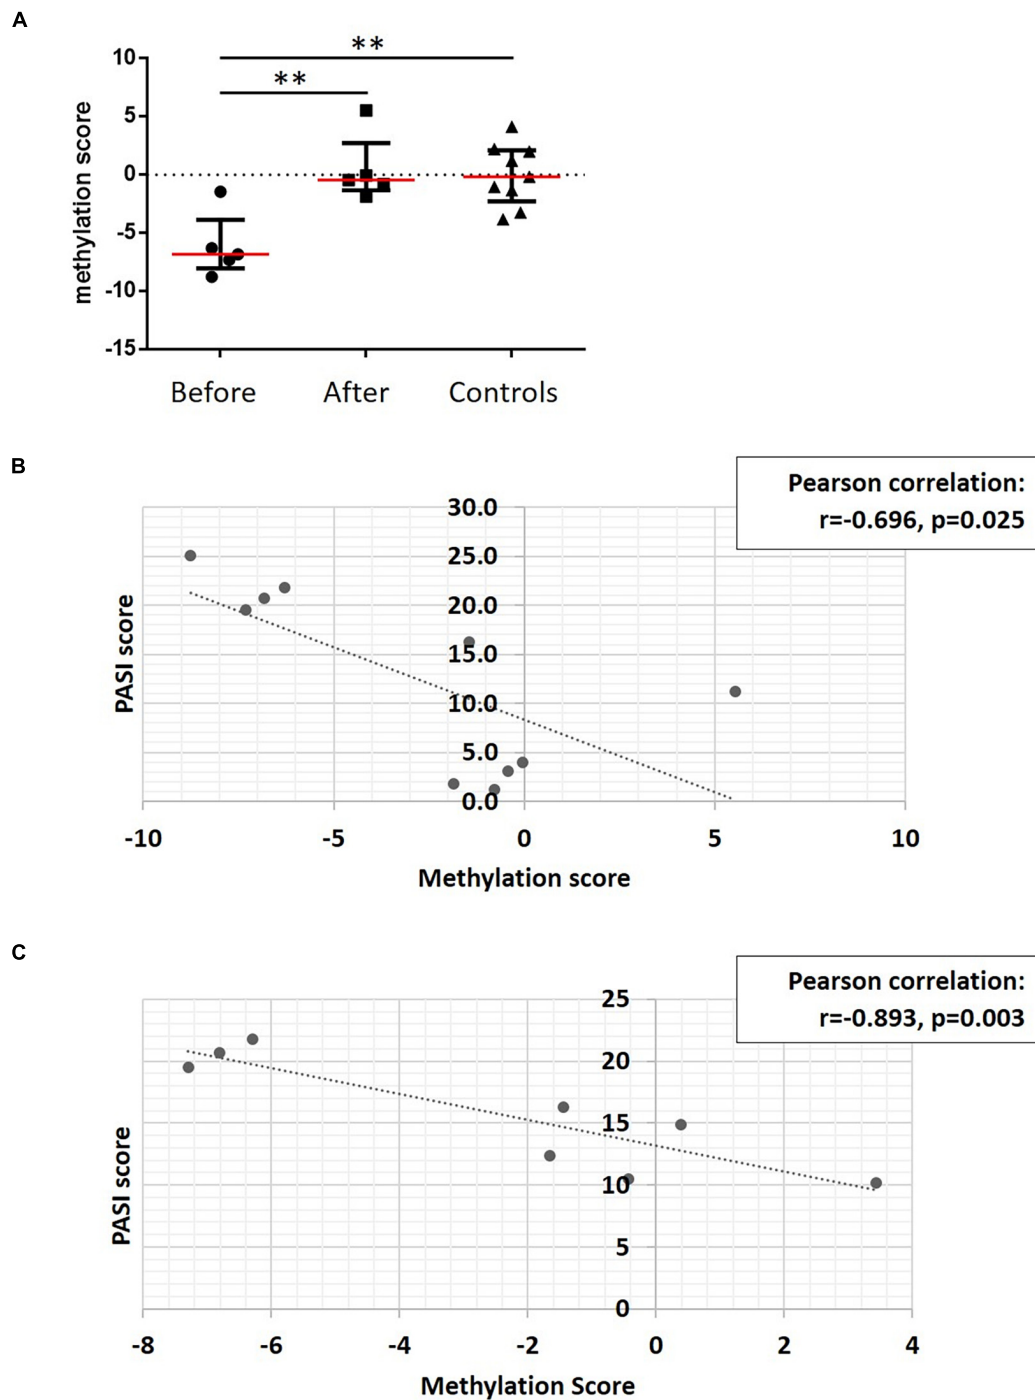 A
**
**
methylation score
10
5
0
-5
-10
-15
Before After Controls
B
Pearson correlation:
r=-0.696, p=0.025
PASI score
30.0
25.0
20.0
15.0
10.0
5.0
0.0
-10 -5 0 5 10
Methylation score
C
Pearson correlation:
r=-0.893, p=0.003
PASI score
25
20
15
10
5
0
-8 -6 -4 -2 0 2 4
Methylation Score